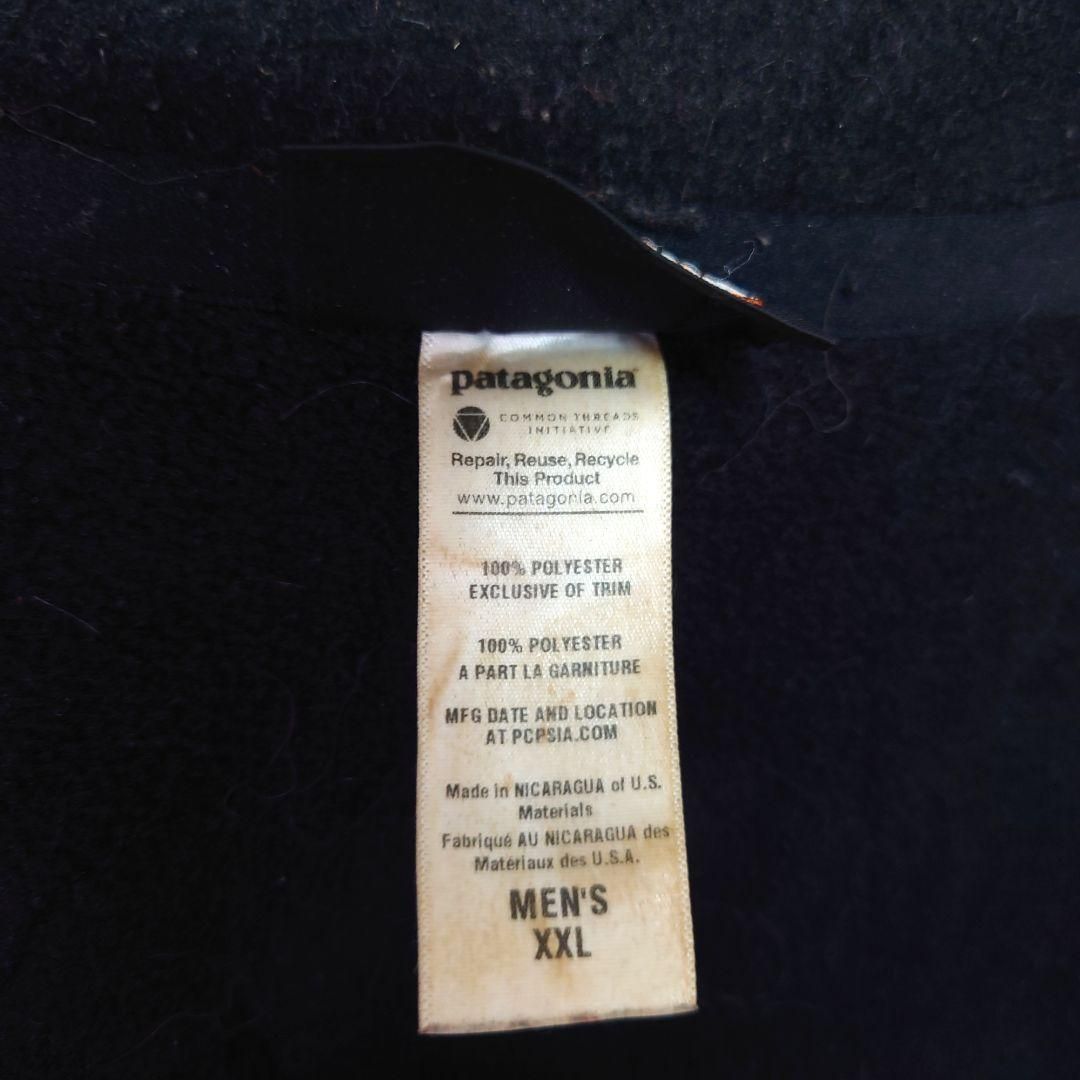 patagonia
COMMON THREADS
INITIATIVE
Repair, Reuse, Recycle
This Product
www.patagonia.com
100% POLYESTER
EXCLUSIVE OF TRIM
100% POLYESTER
A PART LA GARNITURE
MFG DATE AND LOCATION
AT PCPSIA.COM
Made in NICARAGUA of U.S.
Materials
Fabriqué AU NICARAGUA des
Matériaux des U.S.A.
MEN'S
XXL